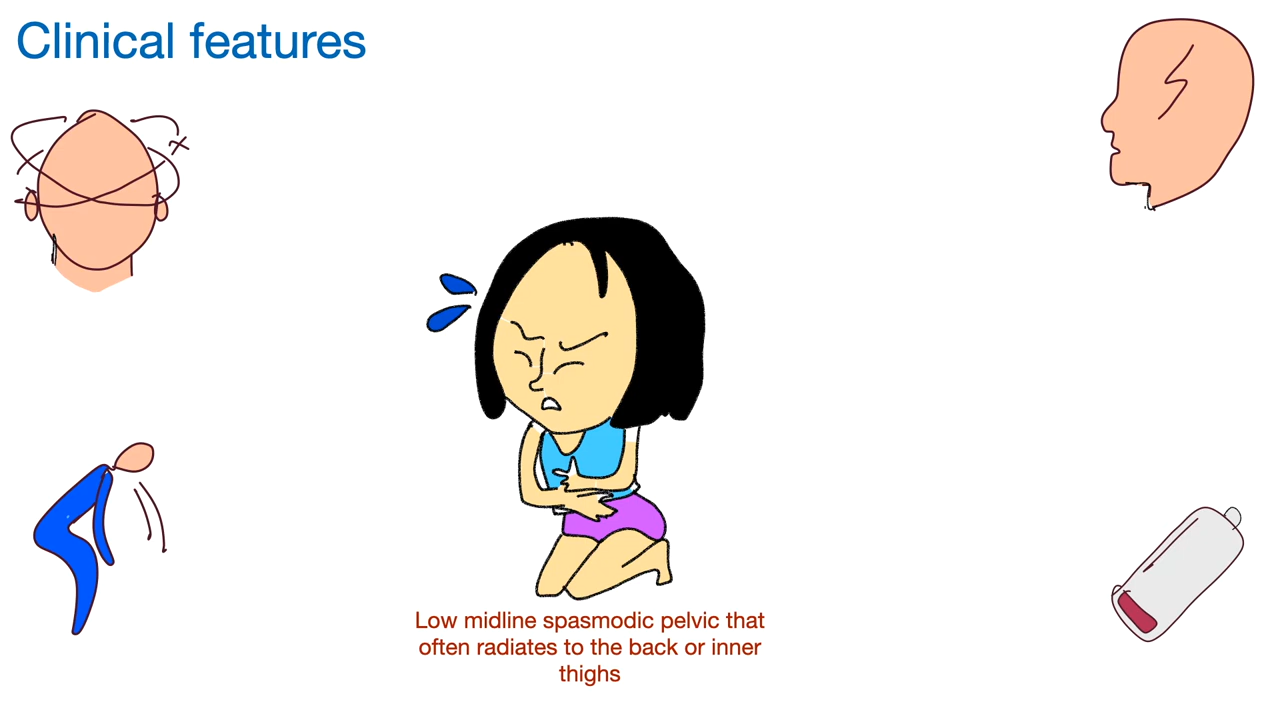 Clinical features
Low midline spasmodic pelvic that
often radiates to the back or inner
thighs